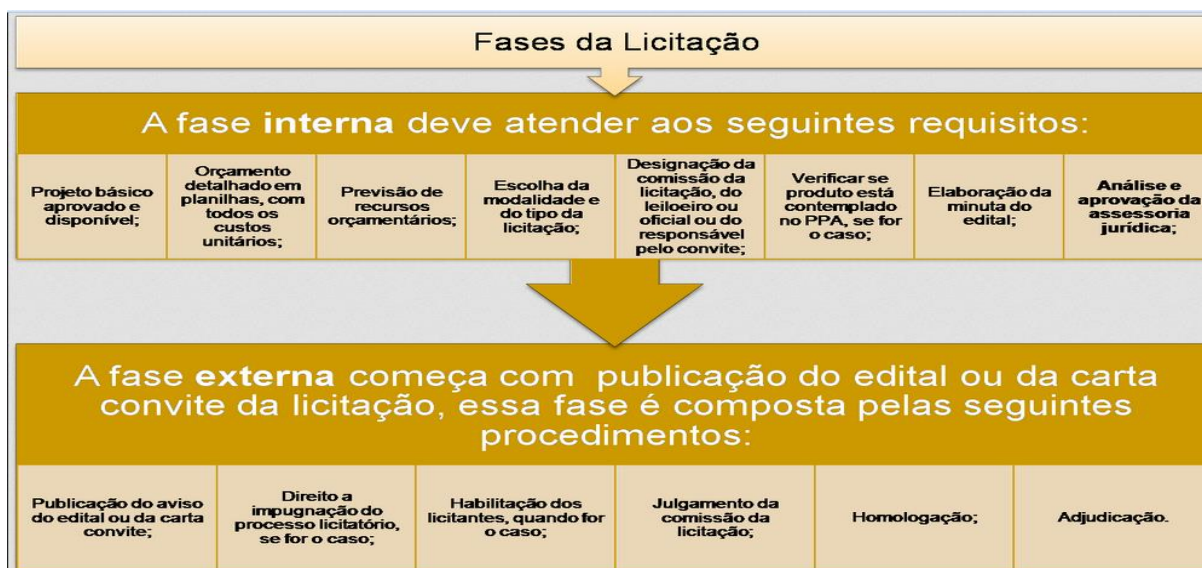 Fases da Licitação
A fase interna deve atender aos seguintes requisitos:
Projeto básico
aprovado e
disponível;
Orçamento
detalhado em
planilhas, com
todos os
custos
unitários;
Previsão de
recursos
orçamentários;
Escolha da
modalidade e
do tipo da
licitação;
Designação da
comissão da
licitação, do
leiloeiro ou
oficial ou do
responsável
pelo convite;
Verificar se
produto está
contemplado
no PPA, se for
o caso;
Elaboração da
minuta do
edital;
Análise e
aprovação da
assessoria
jurídica;
A fase externa começa com publicação do edital ou da carta
convite da licitação, essa fase é composta pelas seguintes
procedimentos:
Publicação do aviso
do edital ou da carta
convite;
Direito a
impugnação do
processo licitatório,
se for o caso;
Habilitação dos
licitantes, quando for
o caso;
Julgamento da
comissão da
licitação;
Homologação;
Adjudicação.